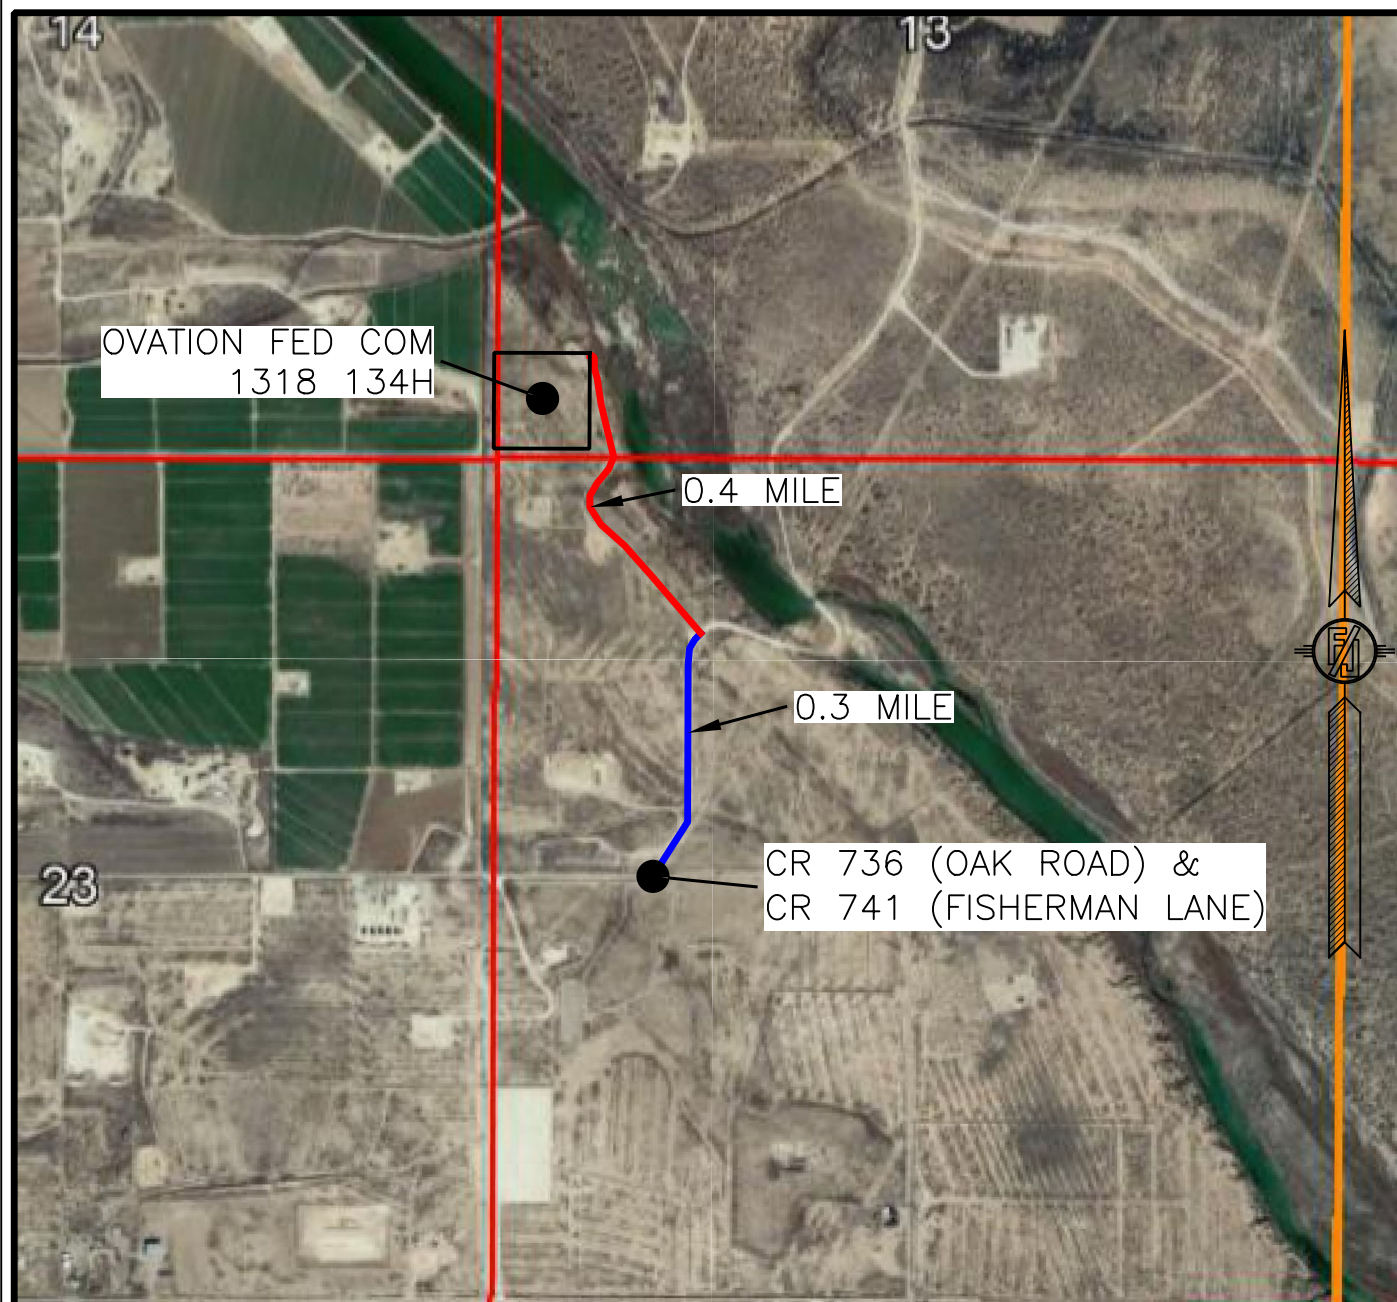 14
13
OVATION FED COM
1318 134H
0.4 MILE
0.3 MILE
CR 736 (OAK ROAD) &
CR 741 (FISHERMAN LANE)
23